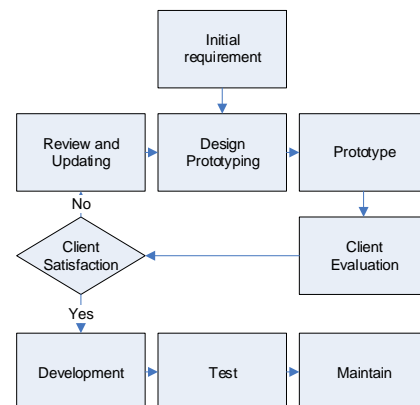 Initial
requirement
Review and
Updating
Design
Prototyping
Prototype
No
Client
Satisfaction
Client
Evaluation
Yes
Development
Test
Maintain